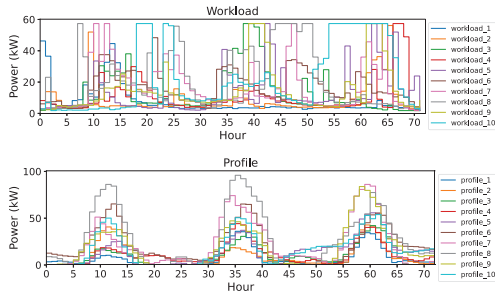 Workload
Power (kW)
60
40
20
0
0 5 10 15 20 25 30 35 40 45 50 55 60 65 70
Hour
workload_1
workload_2
workload_3
workload_4
workload_5
workload_6
workload_7
workload_8
workload_9
workload_10
Profile
Power (kW)
100
50
0
0 5 10 15 20 25 30 35 40 45 50 55 60 65 70
Hour
profile_1
profile_2
profile_3
profile_4
profile_5
profile_6
profile_7
profile_8
profile_9
profile_10